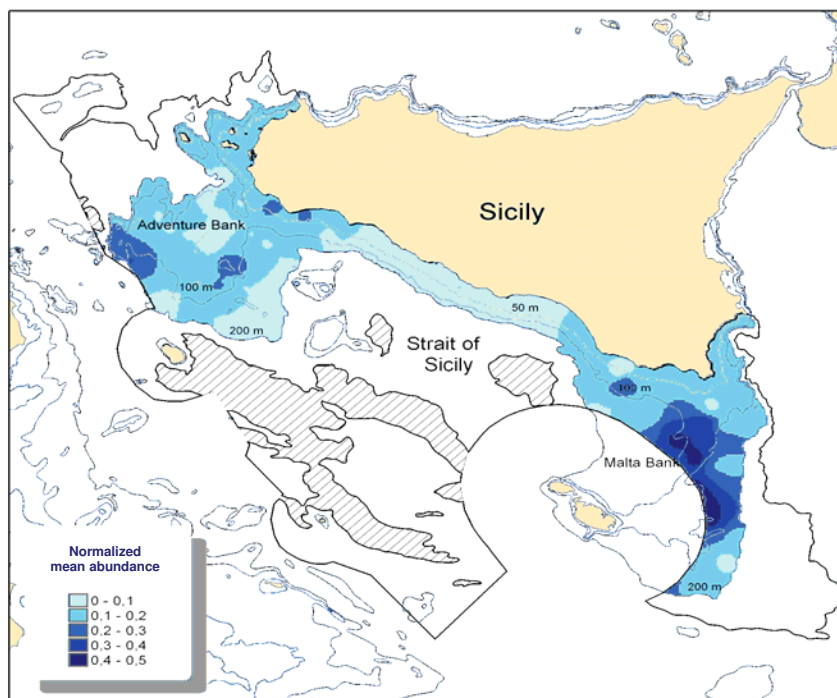 Adventure Bank
Sicily
100 m
50 m
200 m
Strait of
Sicily
100 m
Malta Bank
200 m
Normalized
mean abundance
0 - 0,1
0,1 - 0,2
0,2 - 0,3
0,3 - 0,4
0,4 - 0,5